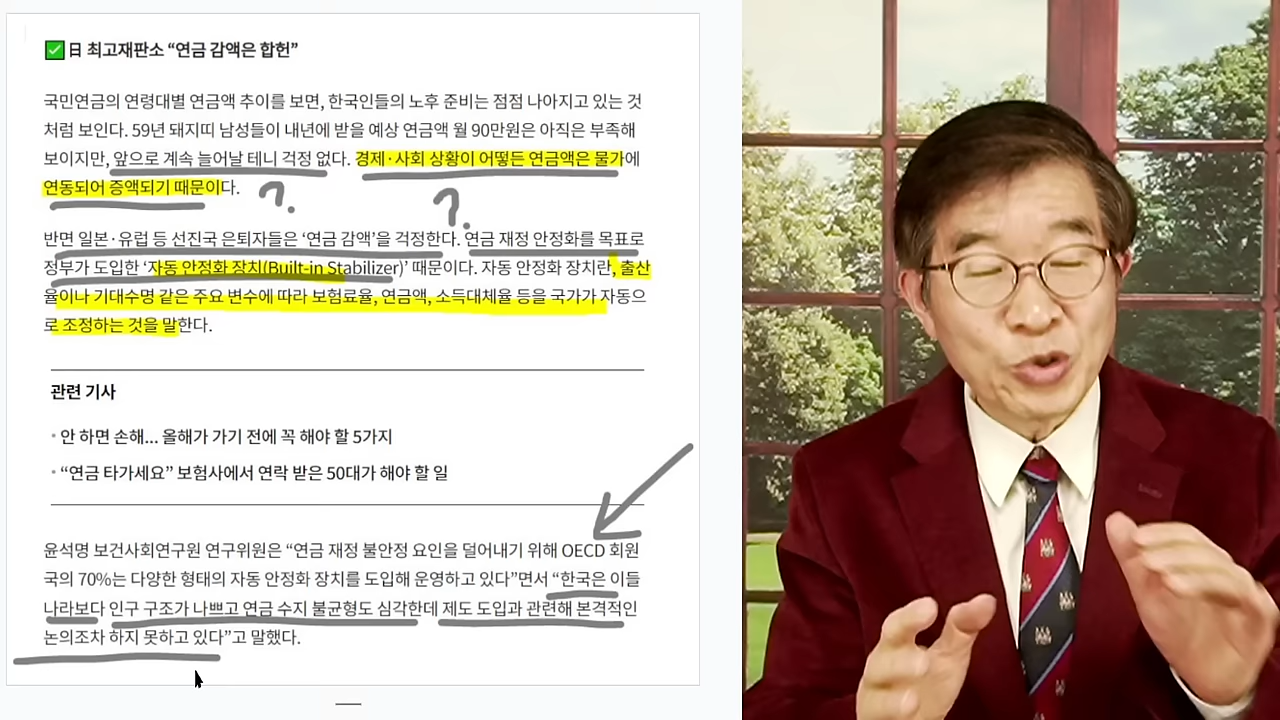 ✅日 최고재판소 “연금 감액은 합헌”
국민연금의 연령대별 연금액 추이를 보면, 한국인들의 노후 준비는 점점 나아지고 있는 것
처럼 보인다. 59년 돼지띠 남성들이 내년에 받을 예상 연금액 월 90만원은 아직은 부족해
보이지만, 앞으로 계속 늘어날 테니 걱정 없다. 경제·사회 상황이 어떻든 연금액은 물가에
연동되어 증액되기 때문이다.
? ?
반면 일본·유럽 등 선진국 은퇴자들은 ‘연금 감액’을 걱정한다. 연금 재정 안정화를 목표로
정부가 도입한 ‘자동 안정화 장치(Built-in Stabilizer)’ 때문이다. 자동 안정화 장치란, 출산
율이나 기대수명 같은 주요 변수에 따라 보험료율, 연금액, 소득대체율 등을 국가가 자동으
로 조정하는 것을 말한다.
관련 기사
• 안 하면 손해... 올해가 가기 전에 꼭 해야 할 5가지
• “연금 타가세요” 보험사에서 연락 받은 50대가 해야 할 일
윤석명 보건사회연구원 연구위원은 “연금 재정 불안정 요인을 덜어내기 위해 OECD 회원
국의 70%는 다양한 형태의 자동 안정화 장치를 도입해 운영하고 있다”면서 “한국은 이들
나라보다 인구 구조가 나쁘고 연금 수지 불균형도 심각한데 제도 도입과 관련해 본격적인
논의조차 하지 못하고 있다”고 말했다.